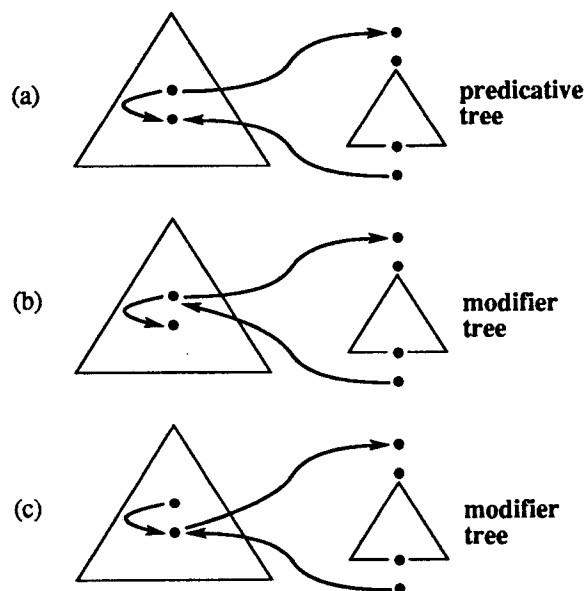 (a)
predicative
tree
(b)
modifier
tree
(c)
modifier
tree